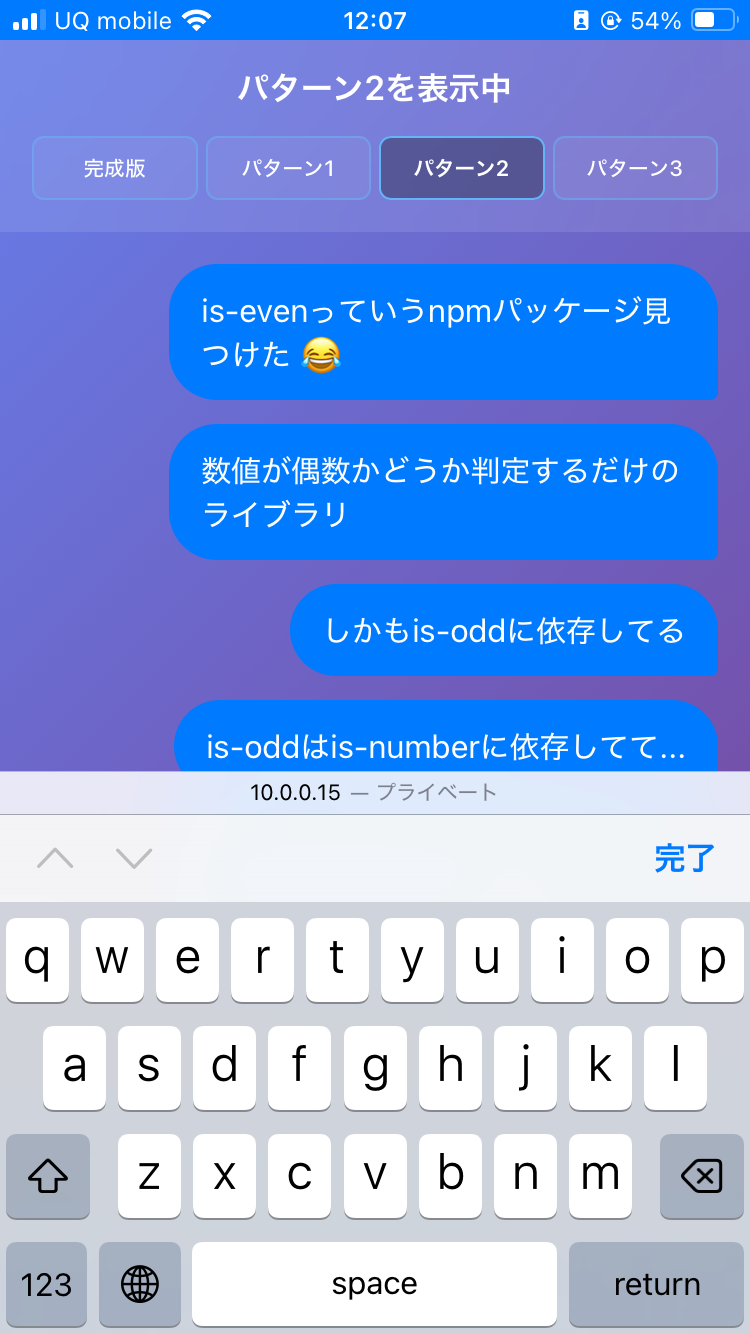 UQ mobile 12:07 54%
パターン2を表示中
完成版 パターン1 パターン2 パターン3
is-evenっていうnpmパッケージ見
つけた 😂
数値が偶数かどうか判定するだけの
ライブラリ
しかもis-oddに依存してる
is-oddはis-numberに依存してて...
10.0.0.15 — プライベート
完了
q w e r t y u i o p
a s d f g h j k l
z x c v b n m
123 space return